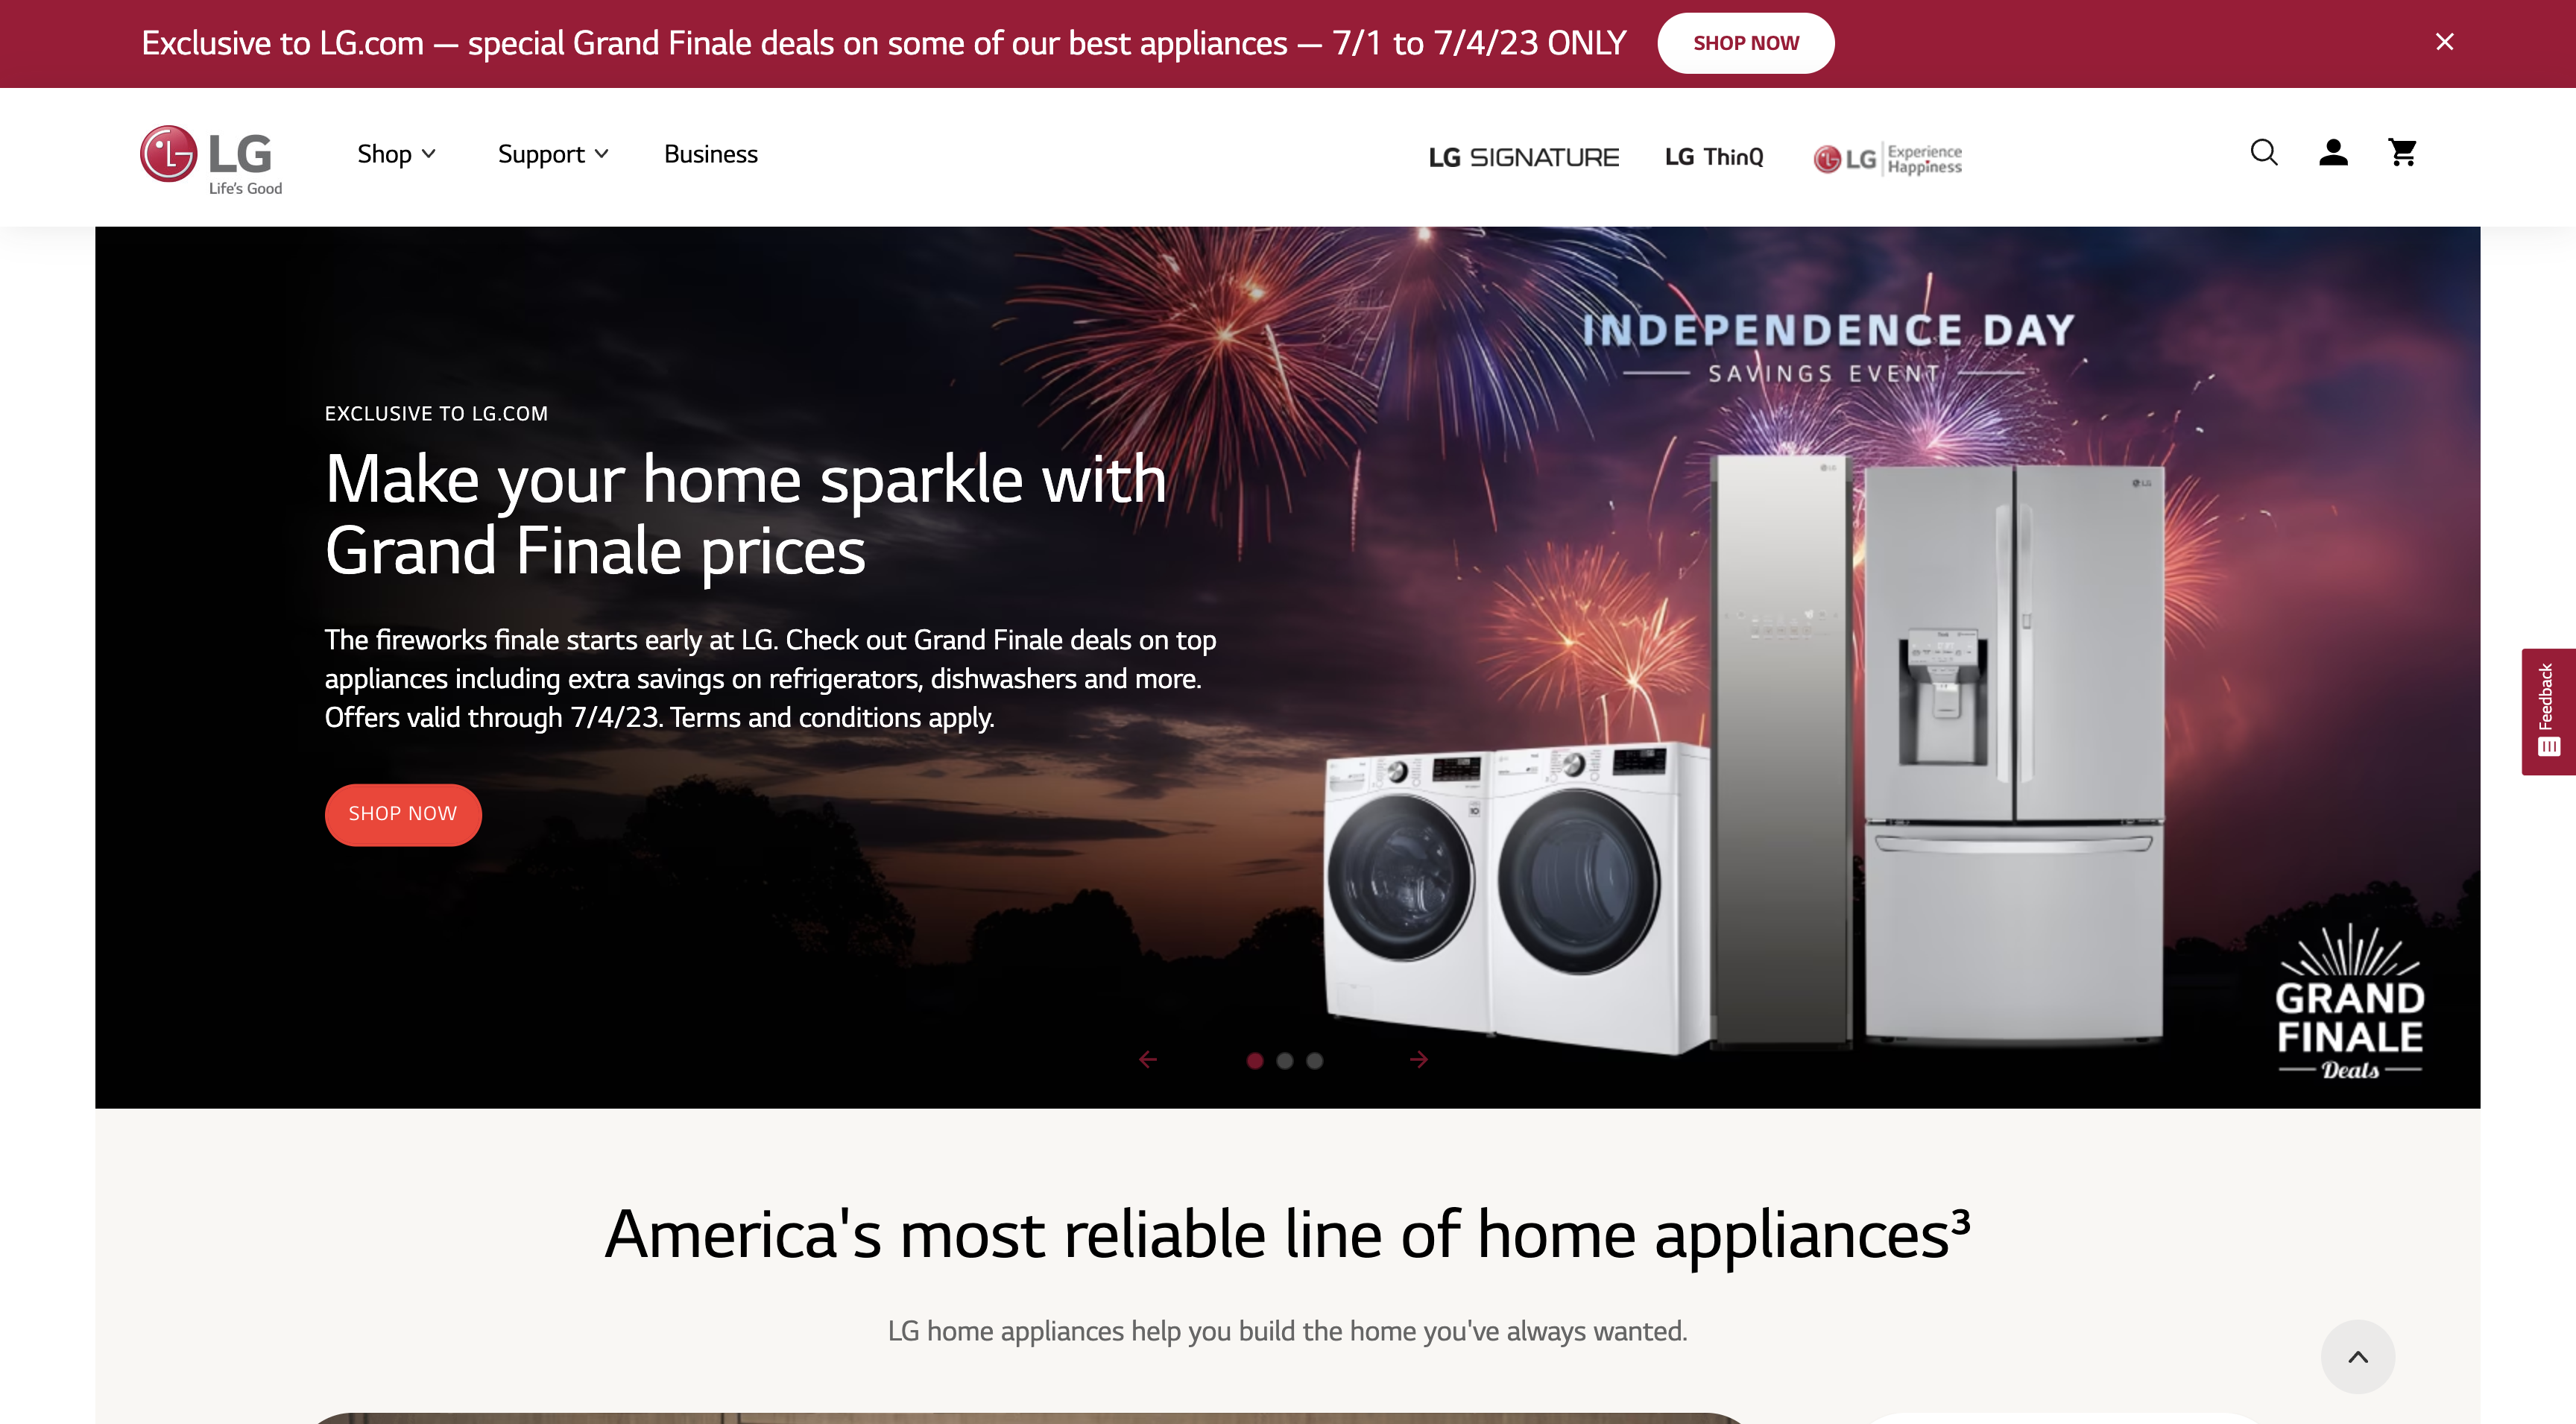 Exclusive to LG.com — special Grand Finale deals on some of our best appliances — 7/1 to 7/4/23 ONLY SHOP NOW
LG
Life's Good
Shop Support Business
LG SIGNATURE LG ThinQ LG Experience Happiness
INDEPENDENCE DAY
SAVINGS EVENT
EXCLUSIVE TO LG.COM
Make your home sparkle with
Grand Finale prices
The fireworks finale starts early at LG. Check out Grand Finale deals on top
appliances including extra savings on refrigerators, dishwashers and more.
Offers valid through 7/4/23. Terms and conditions apply.
SHOP NOW
LG
LG
Feedback
GRAND
FINALE
Deals
America's most reliable line of home appliances³
LG home appliances help you build the home you've always wanted.